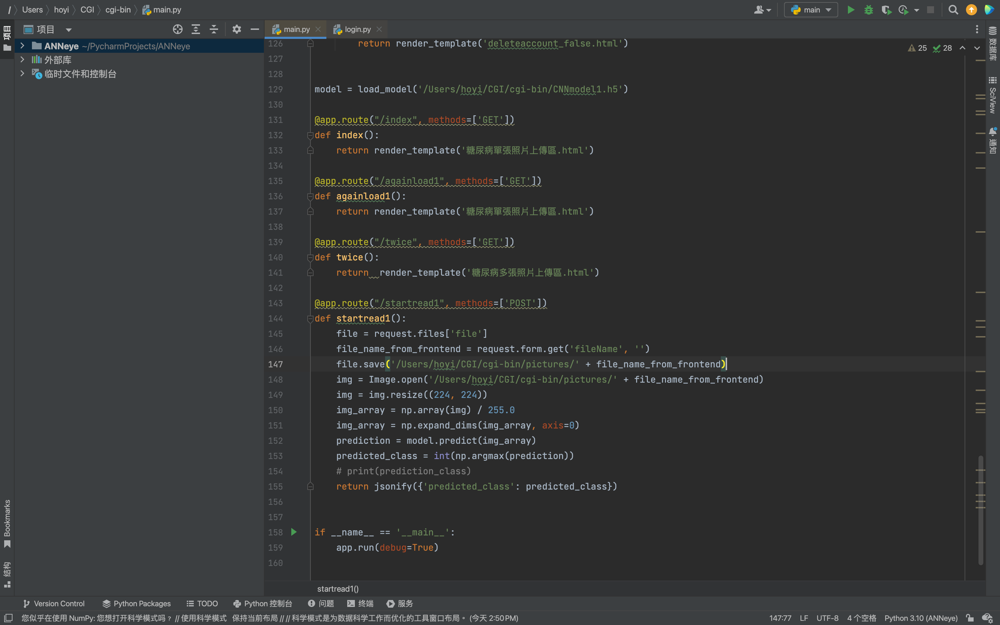 / Users hoyi CGI cgi-bin main.py
main
项目
main.py login.py
ANNeye ~/PycharmProjects/ANNeye
外部库
临时文件和控制台
项目
Bookmarks
结构
25 28
126 return render_template('deleteaccount_false.html')
127
128
129 model = load_model('/Users/hoyi/CGI/cgi-bin/CNNmodel1.h5')
130
131 @app.route("/index", methods=['GET'])
132 def index():
133 return render_template('糖尿病單張照片上傳區.html')
134
135 @app.route("/againload1", methods=['GET'])
136 def againload1():
137 return render_template('糖尿病單張照片上傳區.html')
138
139 @app.route("/twice", methods=['GET'])
140 def twice():
141 return  render_template('糖尿病多張照片上傳區.html')
142
143 @app.route("/startread1", methods=['POST'])
144 def startread1():
145 file = request.files['file']
146 file_name_from_frontend = request.form.get('fileName', '')
147 file.save('/Users/hoyi/CGI/cgi-bin/pictures/' + file_name_from_frontend)
148 img = Image.open('/Users/hoyi/CGI/cgi-bin/pictures/' + file_name_from_frontend)
149 img = img.resize((224, 224))
150 img_array = np.array(img) / 255.0
151 img_array = np.expand_dims(img_array, axis=0)
152 prediction = model.predict(img_array)
153 predicted_class = int(np.argmax(prediction))
154 # print(prediction_class)
155 return jsonify({'predicted_class': predicted_class})
156
157
158 if __name__ == '__main__':
159 app.run(debug=True)
160
startread1()
数据库
SciView
通知
Version Control Python Packages TODO Python 控制台 问题 终端 服务
您似乎在使用 NumPy: 您想打开科学模式吗？ // 使用科学模式 保持当前布局 // // 科学模式是为数据科学工作而优化的工具窗口布局。 (今天 2:50 PM)
147:77 LF UTF-8 4 个空格 Python 3.10 (ANNeye)